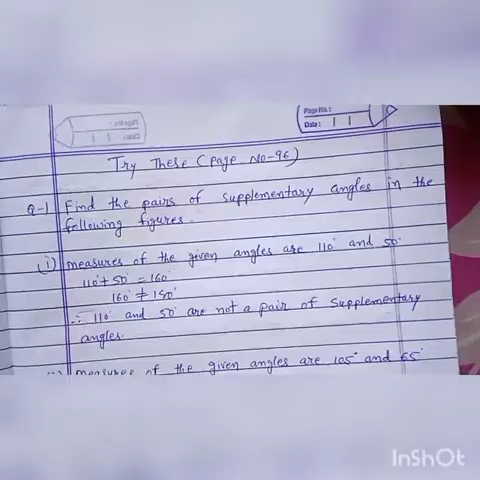 Page No.:
Date:
Try These (Page No-96)
Q-1 Find the pairs of supplementary angles in the
following figures.
(i) measures of the given angles are 110° and 50°
110° + 50° = 160°
160° ≠ 180°
∴ 110° and 50° are not a pair of supplementary
angles.
measures of the given angles are 105° and 65°
InShOt